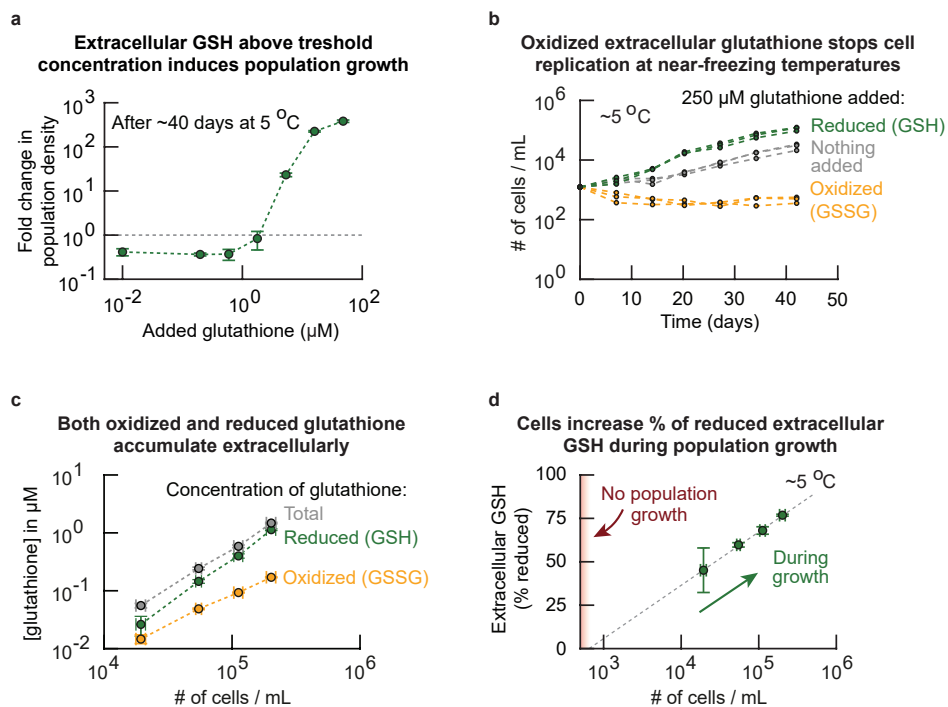 a
Extracellular GSH above treshold
concentration induces population growth
Fold change in
population density
10^3
10^2
10^1
10^0
10^-1
After ~40 days at 5 °C
10^-2
10^0
10^2
Added glutathione (µM)
b
Oxidized extracellular glutathione stops cell
replication at near-freezing temperatures
# of cells / mL
10^6
10^4
10^2
10^0
~5 °C
250 µM glutathione added:
Reduced (GSH)
Nothing
added
Oxidized
(GSSG)
0 10 20 30 40 50
Time (days)
c
Both oxidized and reduced glutathione
accumulate extracellularly
[glutathione] in µM
10^1
10^0
10^-1
10^-2
Concentration of glutathione:
Total
Reduced (GSH)
Oxidized (GSSG)
10^4
10^5
10^6
# of cells / mL
d
Cells increase % of reduced extracellular
GSH during population growth
Extracellular GSH
(% reduced)
100
75
50
25
0
~5 °C
No population
growth
During
growth
10^3
10^4
10^5
10^6
# of cells / mL